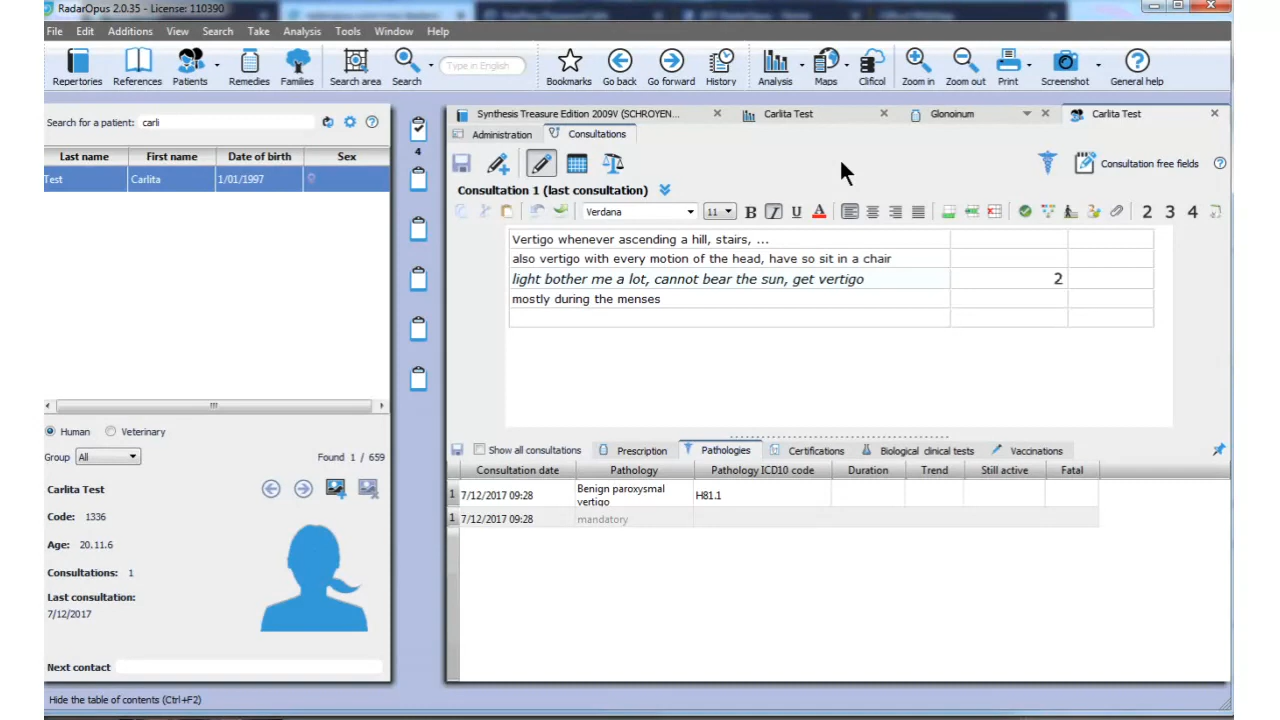 RadarOpus 2.0.35 - License: 110390
File Edit Additions View Search Take Analysis Tools Window Help
Repertories References Patients Remedies Families Search area Search Type in English Bookmarks Go back Go forward History Analysis Maps Clificol Zoom in Zoom out Print Screenshot General help
Search for a patient: carli
Last name First name Date of birth Sex
Test Carlita 1/01/1997
Human Veterinary
Group All Found 1 / 659
Carlita Test
Code: 1336
Age: 20.11.6
Consultations: 1
Last consultation:
7/12/2017
Next contact
Hide the table of contents (Ctrl+F2)
4
Synthesis Treasure Edition 2009V (SCHROYEN... Carlita Test Glonoinum Carlita Test
Administration Consultations
Consultation free fields
Consultation 1 (last consultation)
Verdana 11 B I U A 2 3 4
Vertigo whenever ascending a hill, stairs, ...
also vertigo with every motion of the head, have so sit in a chair
light bother me a lot, cannot bear the sun, get vertigo 2
mostly during the menses
Show all consultations Prescription Pathologies Certifications Biological clinical tests Vaccinations
Consultation date Pathology Pathology ICD10 code Duration Trend Still active Fatal
1 7/12/2017 09:28 Benign paroxysmal vertigo H81.1
1 7/12/2017 09:28 mandatory